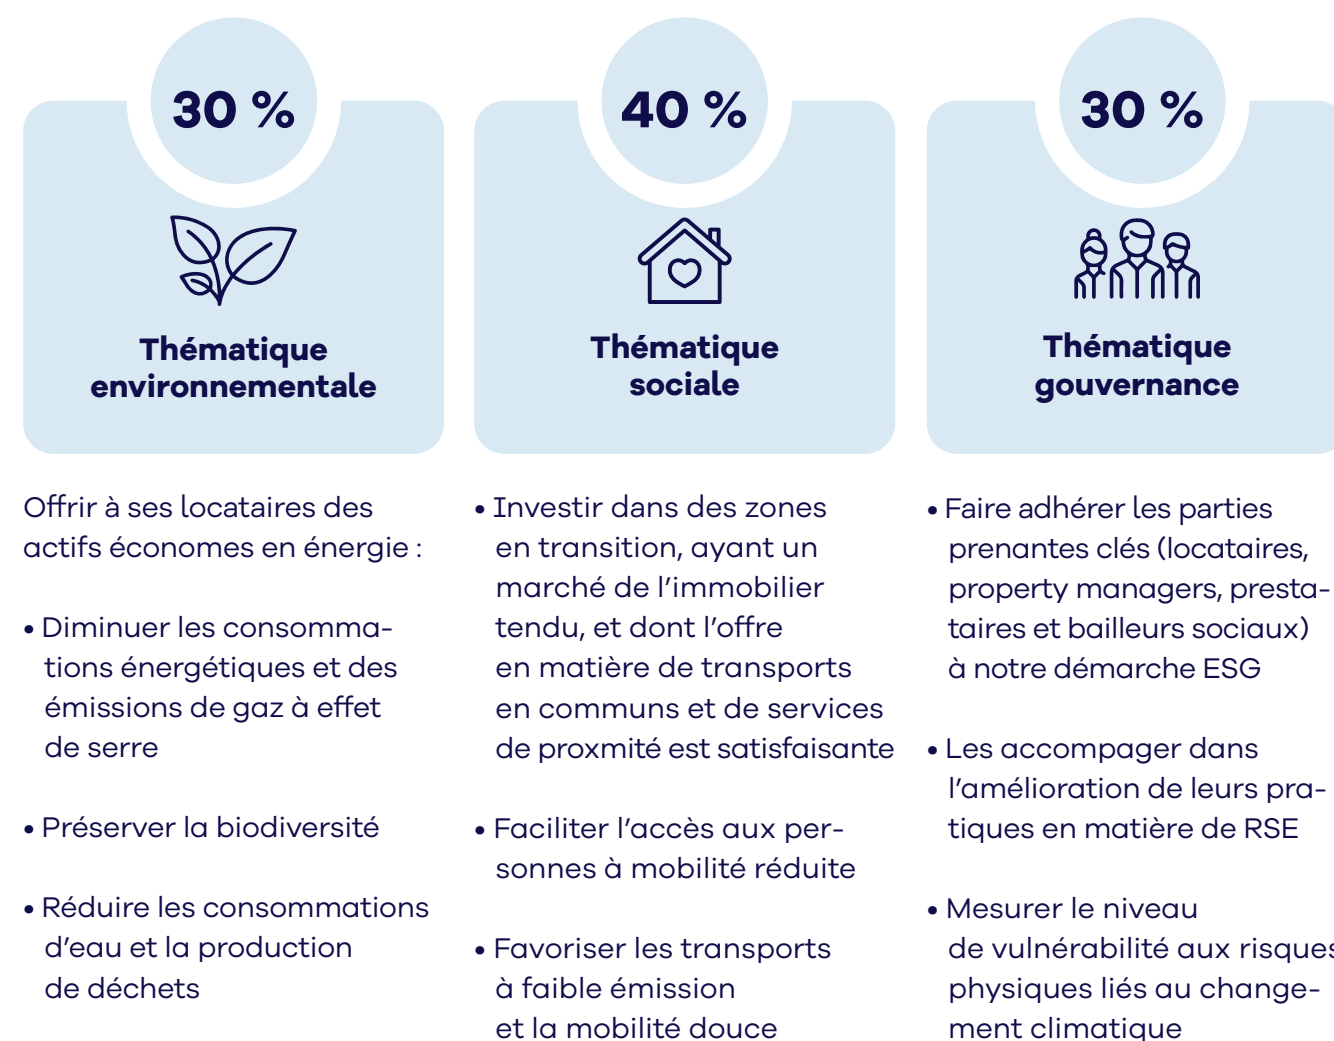 30 %
Thématique
environnementale
Offrir à ses locataires des
actifs économes en énergie :
• Diminuer les consomma-
tions énergétiques et des
émissions de gaz à effet
de serre
• Préserver la biodiversité
• Réduire les consommations
d’eau et la production
de déchets
40 %
Thématique
sociale
• Investir dans des zones
en transition, ayant un
marché de l’immobilier
tendu, et dont l’offre
en matière de transports
en communs et de services
de proxmité est satisfaisante
• Faciliter l’accès aux per-
sonnes à mobilité réduite
• Favoriser les transports
à faible émission
et la mobilité douce
30 %
Thématique
gouvernance
• Faire adhérer les parties
prenantes clés (locataires,
property managers, presta-
taires et bailleurs sociaux)
à notre démarche ESG
• Les accompager dans
l’amélioration de leurs pra-
tiques en matière de RSE
• Mesurer le niveau
de vulnérabilité aux risques
physiques liés au change-
ment climatique